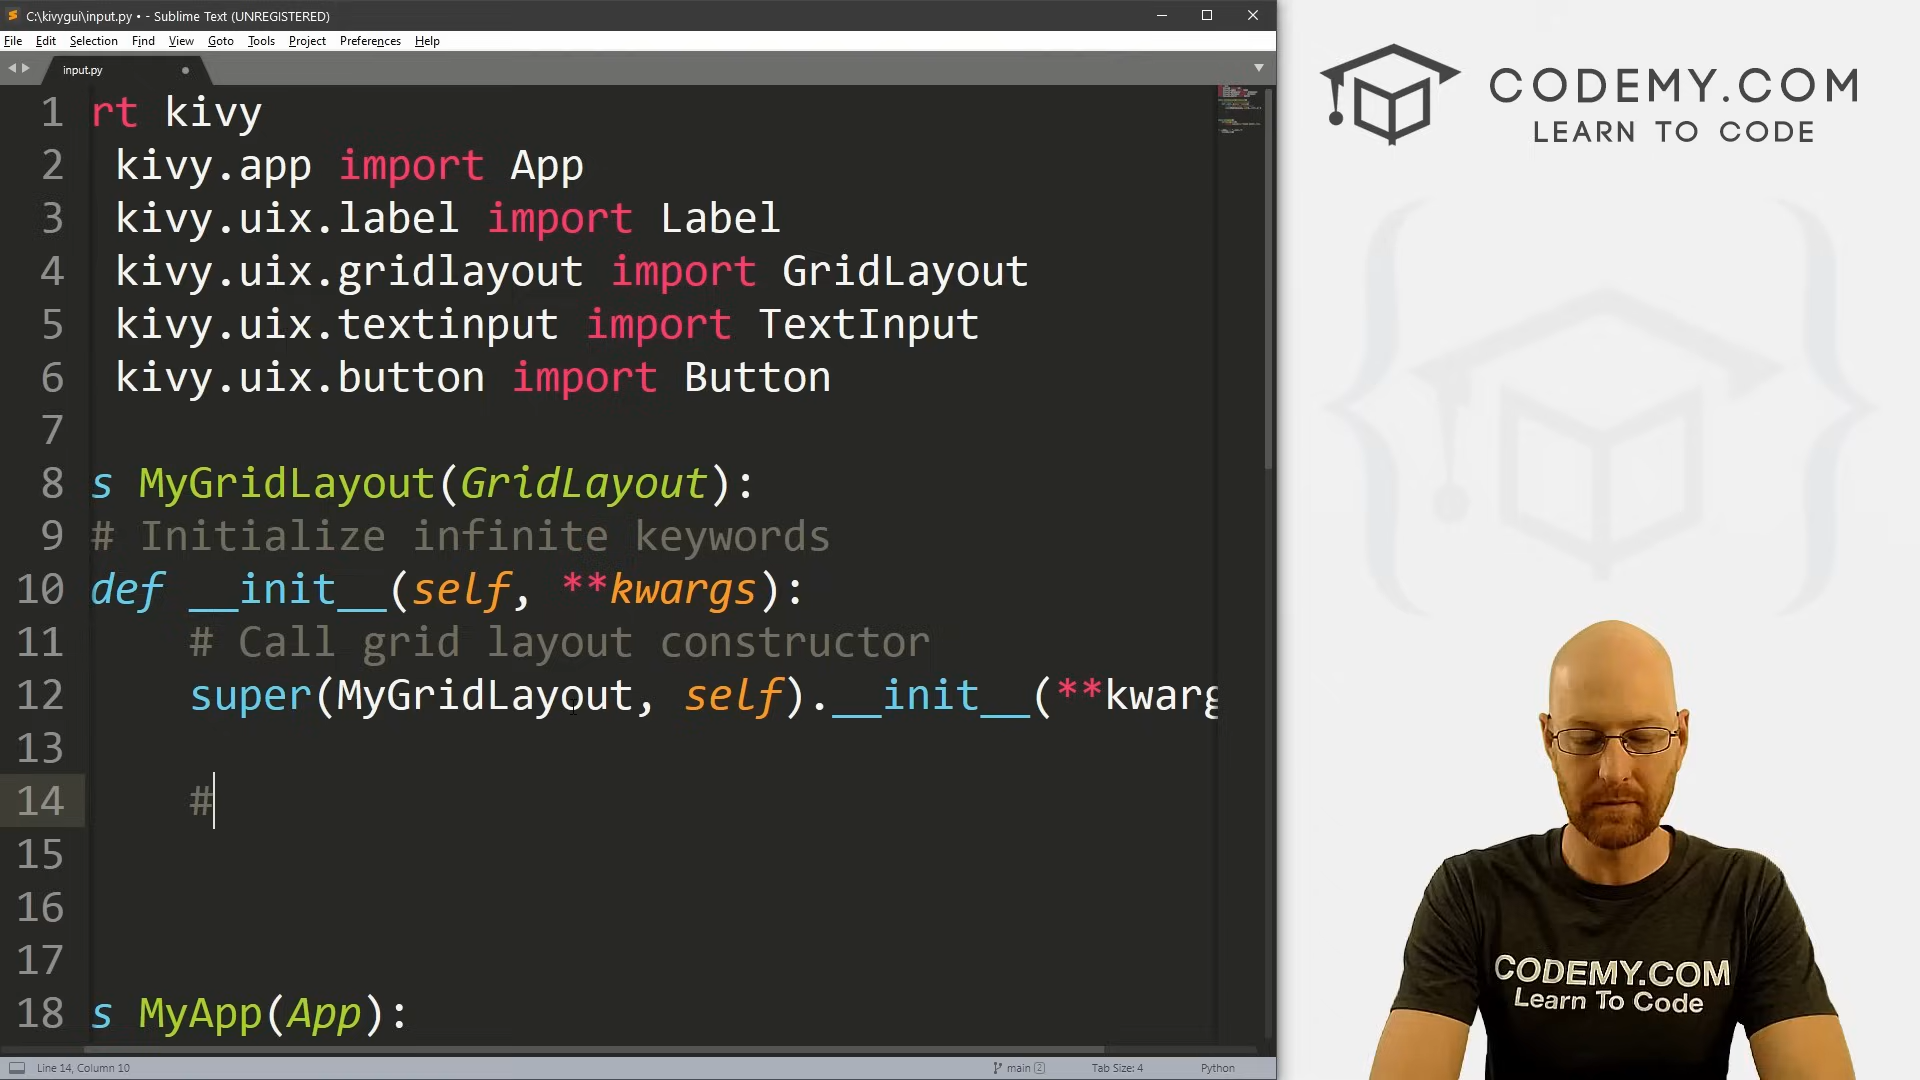 C:\kivygui\input.py • - Sublime Text (UNREGISTERED)
File Edit Selection Find View Goto Tools Project Preferences Help
input.py
1 rt kivy
2 kivy.app import App
3 kivy.uix.label import Label
4 kivy.uix.gridlayout import GridLayout
5 kivy.uix.textinput import TextInput
6 kivy.uix.button import Button
7
8 s MyGridLayout(GridLayout):
9 # Initialize infinite keywords
10 def __init__(self, **kwargs):
11 # Call grid layout constructor
12 super(MyGridLayout, self).__init__(**kwarg
13
14 #
15
16
17
18 s MyApp(App):
Line 14, Column 10
main 2
Tab Size: 4
Python
CODEMY.COM
LEARN TO CODE
CODEMY.COM
Learn To Code